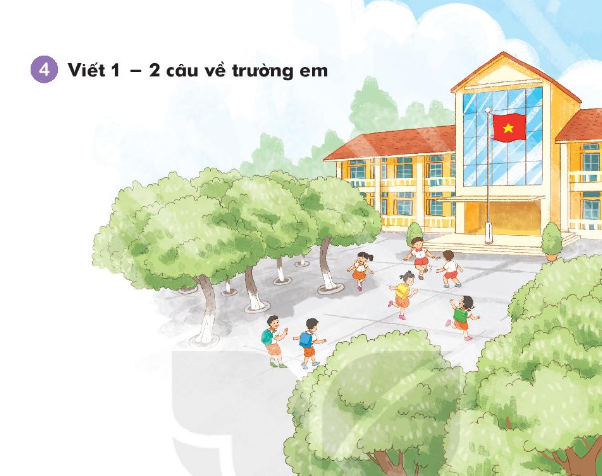 4 Viết 1 – 2 câu về trường em